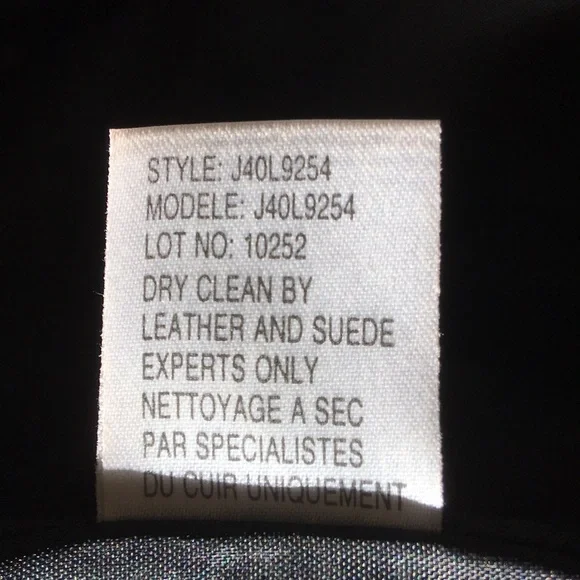 STYLE: J40L9254
MODELE: J40L9254
LOT NO: 10252
DRY CLEAN BY
LEATHER AND SUEDE
EXPERTS ONLY
NETTOYAGE A SEC
PAR SPECIALISTES
DU CUIR UNIQUEMENT